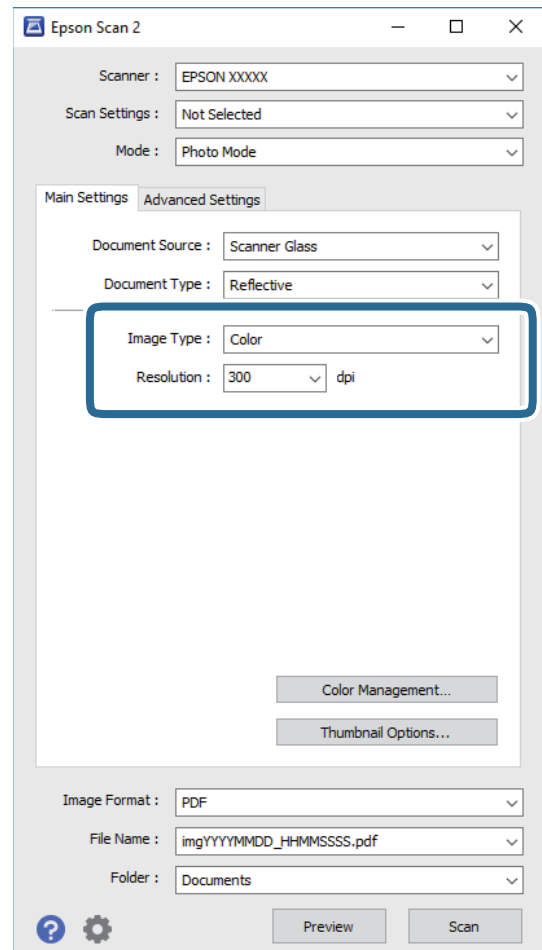 Epson Scan 2
Scanner : EPSON XXXXX
Scan Settings : Not Selected
Mode : Photo Mode
Main Settings Advanced Settings
Document Source : Scanner Glass
Document Type : Reflective
Image Type : Color
Resolution : 300 dpi
Color Management...
Thumbnail Options...
Image Format : PDF
File Name : imgYYYYMMDD_HHMMSSSS.pdf
Folder : Documents
? Preview Scan